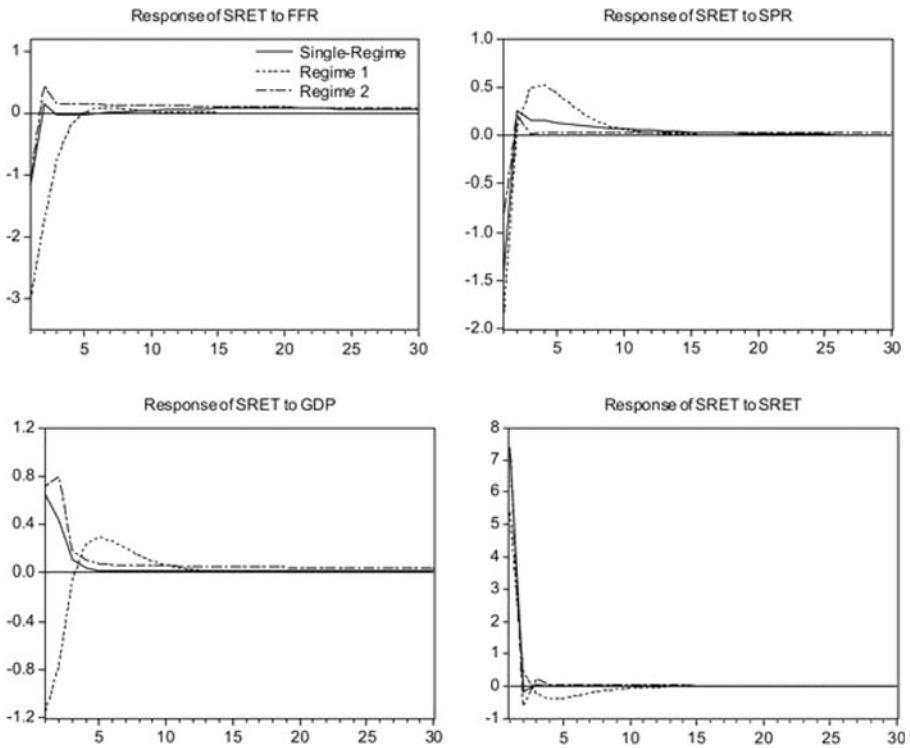 Response of SRET to FFR
1
0
-1
-2
-3
5 10 15 20 25 30
Single-Regime
Regime 1
Regime 2
Response of SRET to SPR
1.0
0.5
0.0
-0.5
-1.0
-1.5
-2.0
5 10 15 20 25 30
Response of SRET to GDP
1.2
0.8
0.4
0.0
-0.4
-0.8
-1.2
5 10 15 20 25 30
Response of SRET to SRET
8
7
6
5
4
3
2
1
0
-1
5 10 15 20 25 30